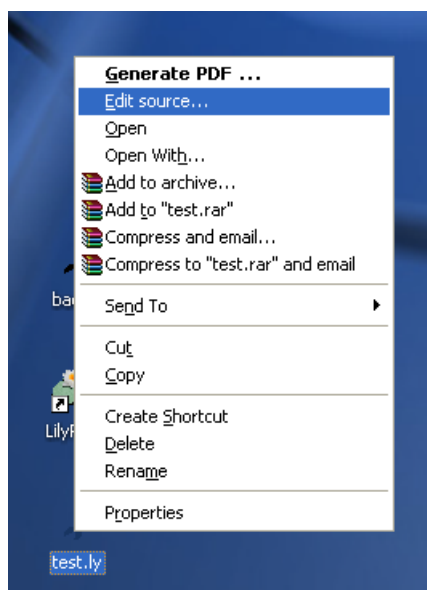 Generate PDF ...
Edit source...
Open
Open With...
Add to archive...
Add to "test.rar"
Compress and email...
Compress to "test.rar" and email
Send To
Cut
Copy
Create Shortcut
Delete
Rename
Properties
test.ly